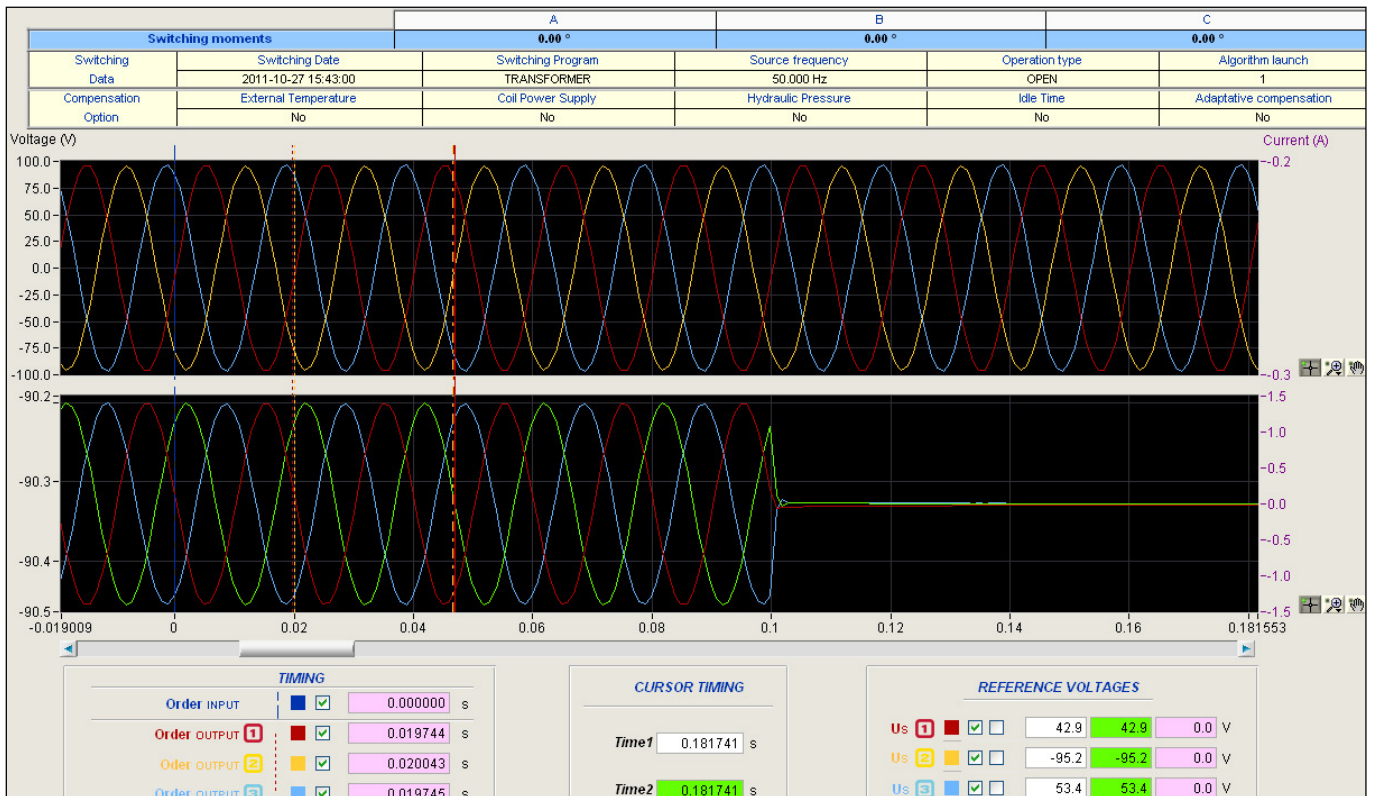 A B C
Switching moments 0.00 ° 0.00 ° 0.00 °
Switching Switching Date Switching Program Source frequency Operation type Algorithm launch
Data 2011-10-27 15:43:00 TRANSFORMER 50.000 Hz OPEN 1
Compensation External Temperature Coil Power Supply Hydraulic Pressure Idle Time Adaptative compensation
Option No No No No No
Voltage (V) Current (A)
100.0 -0.2
75.0
50.0
25.0
0.0
-25.0
-50.0
-75.0
-100.0 -0.3
-90.2 1.5
1.0
0.5
-90.3
0.0
-0.5
-90.4
-1.0
-90.5 -1.5
-0.019009 0 0.02 0.04 0.06 0.08 0.1 0.12 0.14 0.16 0.181553
TIMING CURSOR TIMING REFERENCE VOLTAGES
Order INPUT 0.000000 s
Order OUTPUT 1 0.019744 s Time1 0.181741 s Us 1 42.9 42.9 0.0 V
Oder OUTPUT 2 0.020043 s Us 2 -95.2 -95.2 0.0 V
Order OUTPUT 3 0.019745 s Time2 0.181741 s Us 3 53.4 53.4 0.0 V